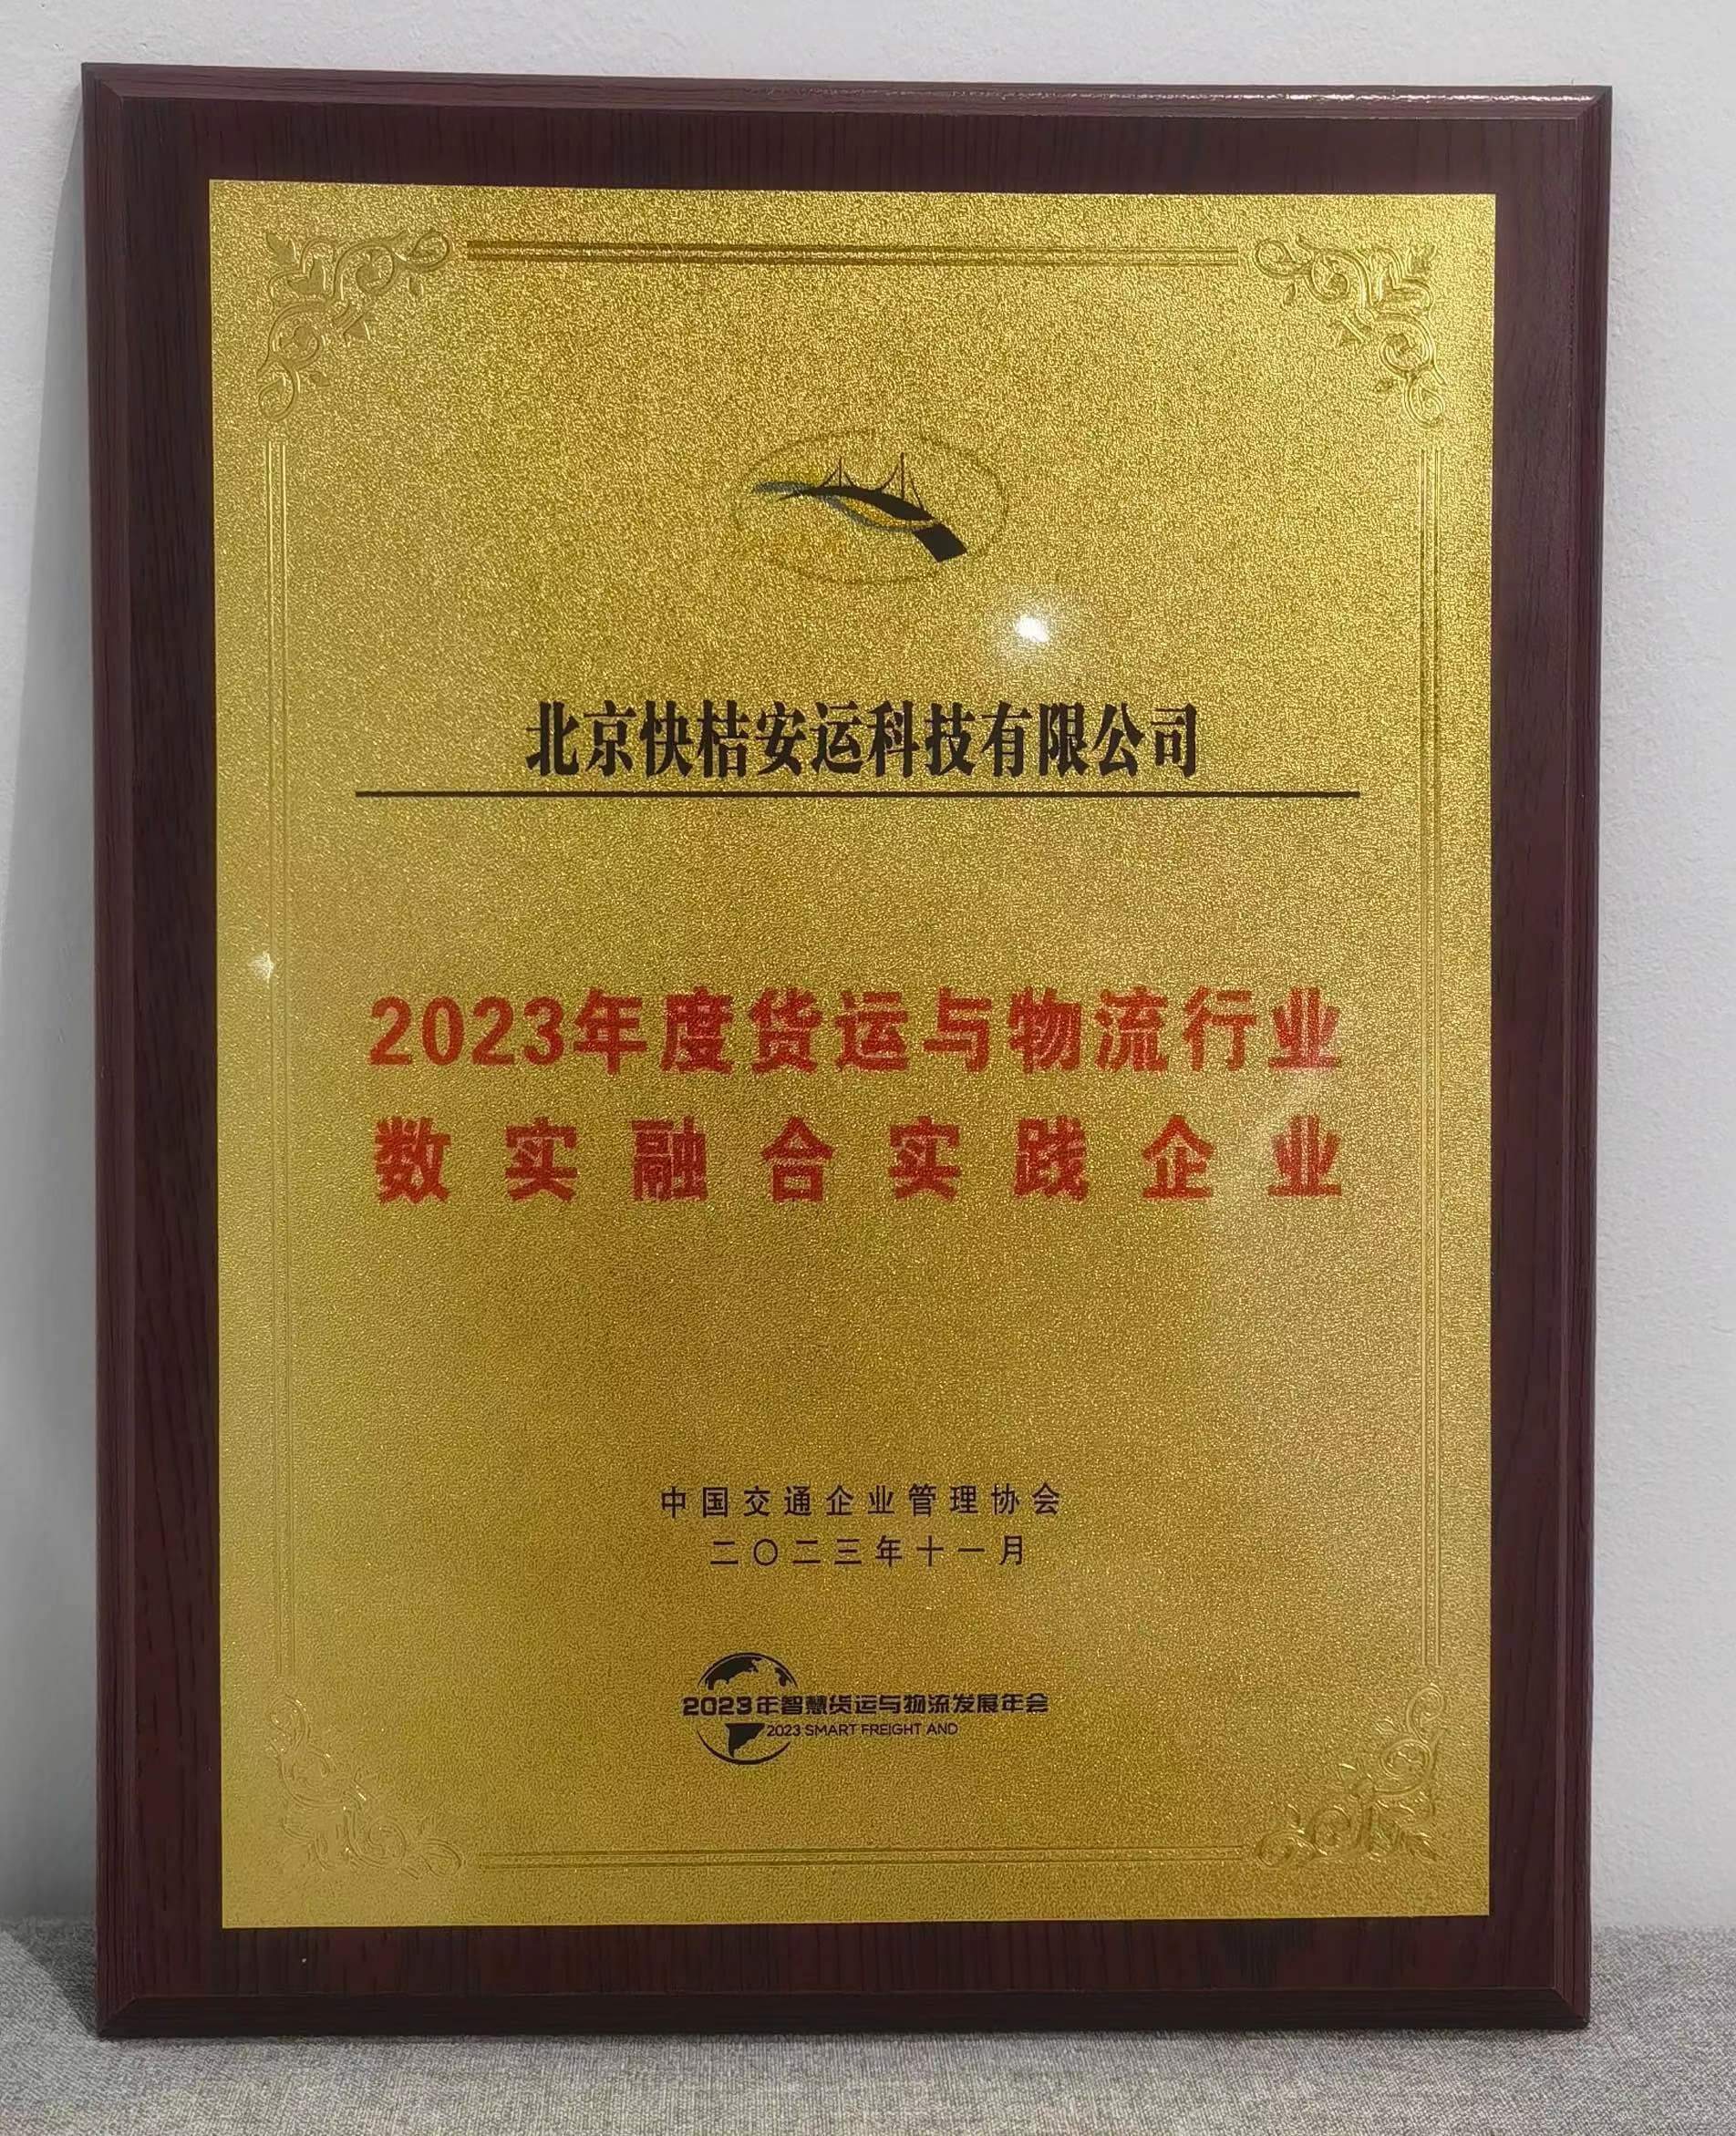 北京快桔安运科技有限公司
2023年度货运与物流行业
数实融合实践企业
中国交通企业管理协会
二〇二三年十一月
2023年智慧货运与物流发展年会
2023 SMART FREIGHT AND